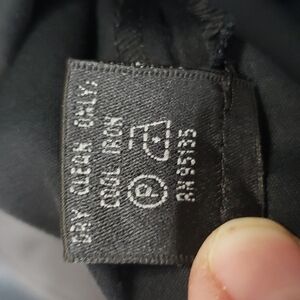 DRY CLEAN ONLY;
COOL IRON
P
RN 95135